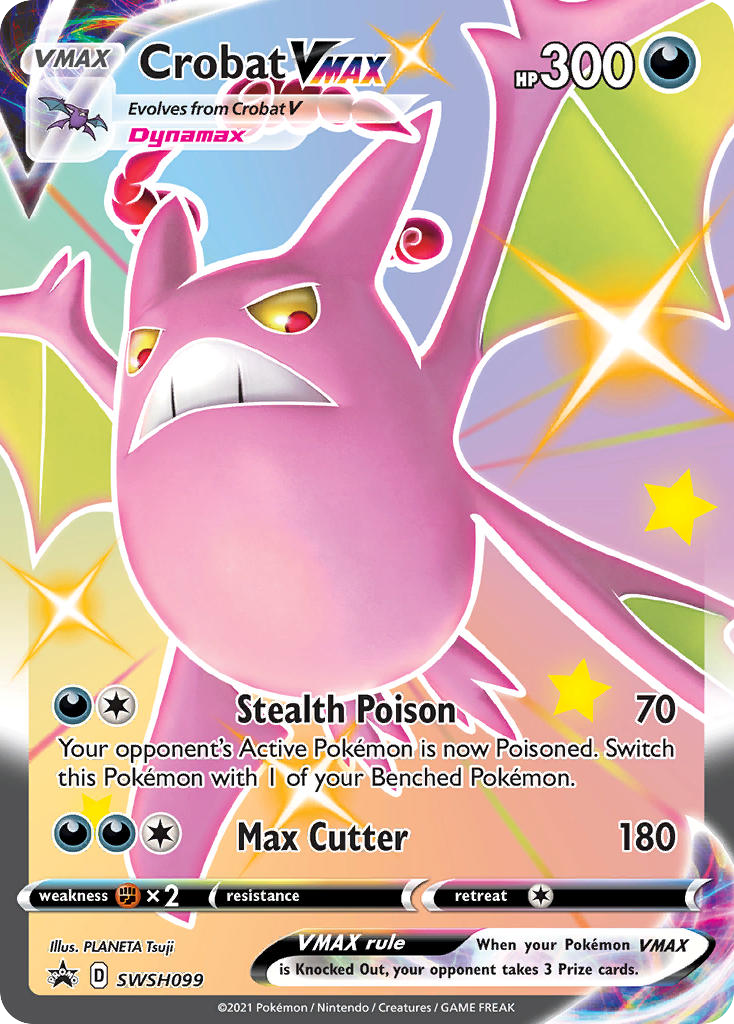 VMAX
Crobat VMAX
HP 300
Evolves from Crobat V
Dynamax
Stealth Poison 70
Your opponent's Active Pokémon is now Poisoned. Switch
this Pokémon with 1 of your Benched Pokémon.
Max Cutter 180
weakness ×2 resistance retreat
Illus. PLANETA Tsuji
VMAX rule When your Pokémon VMAX
is Knocked Out, your opponent takes 3 Prize cards.
PROMO D SWSH099
©2021 Pokémon / Nintendo / Creatures / GAME FREAK